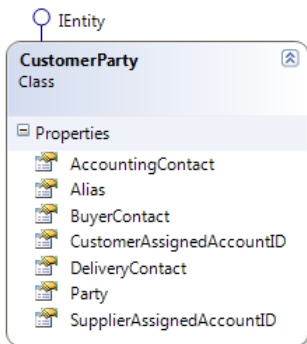 IEntity
CustomerParty
Class
Properties
AccountingContact
Alias
BuyerContact
CustomerAssignedAccountID
DeliveryContact
Party
SupplierAssignedAccountID